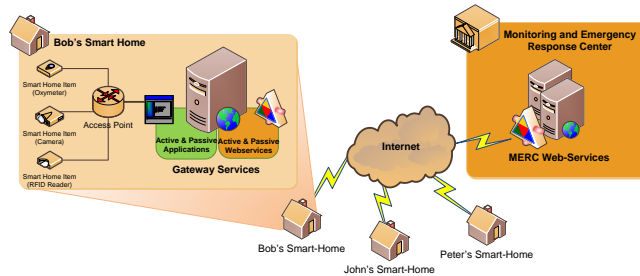 Bob's Smart Home
Smart Home Item
(Oxymeter)
Smart Home Item
(Camera)
Smart Home Item
(RFID Reader)
Access Point
Active & Passive
Applications
Active & Passive
Webservices
Gateway Services
Internet
Monitoring and Emergency
Response Center
MERC Web-Services
Bob's Smart-Home
John's Smart-Home
Peter's Smart-Home